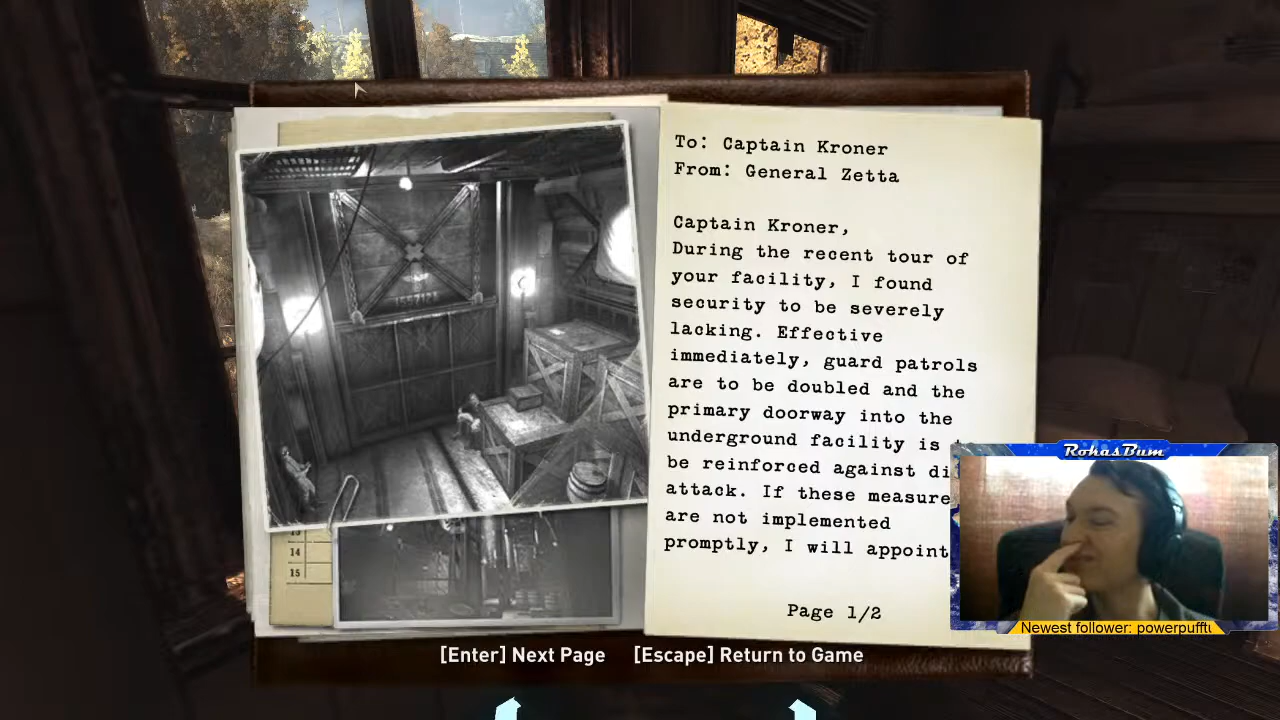 To: Captain Kroner
From: General Zetta
Captain Kroner,
During the recent tour of
your facility, I found
security to be severely
lacking. Effective
immediately, guard patrols
are to be doubled and the
primary doorway into the
underground facility is
be reinforced against
attack. If these
are not implemented
promptly, I will appoint
Page 1/2
14
15
RohasBum
Newest follower: powerpufftu
[Enter] Next Page [Escape] Return to Game